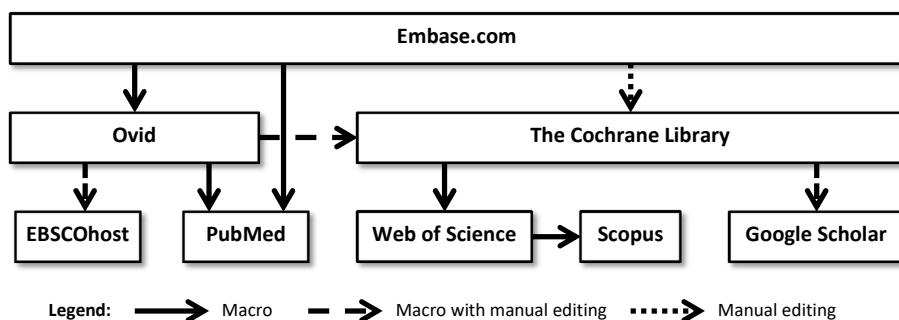 Embase.com
Ovid
The Cochrane Library
EBSCOhost
PubMed
Web of Science
Scopus
Google Scholar
Legend: Macro Macro with manual editing Manual editing